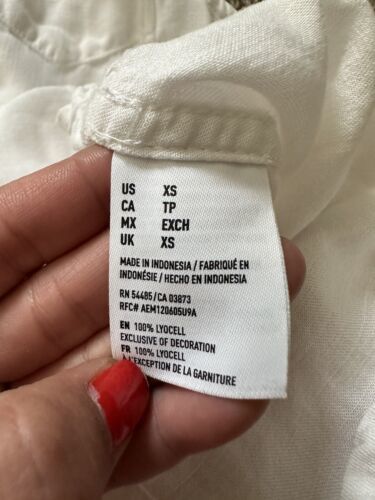 US XS
CA TP
MX EXCH
UK XS
MADE IN INDONESIA / FABRIQUÉ EN
INDONÉSIE / HECHO EN INDONESIA
RN 54485/CA 03873
RFC# AEM120605U9A
EN 100% LYOCELL
EXCLUSIVE OF DECORATION
FR 100% LYOCELL
À L'EXCEPTION DE LA GARNITURE